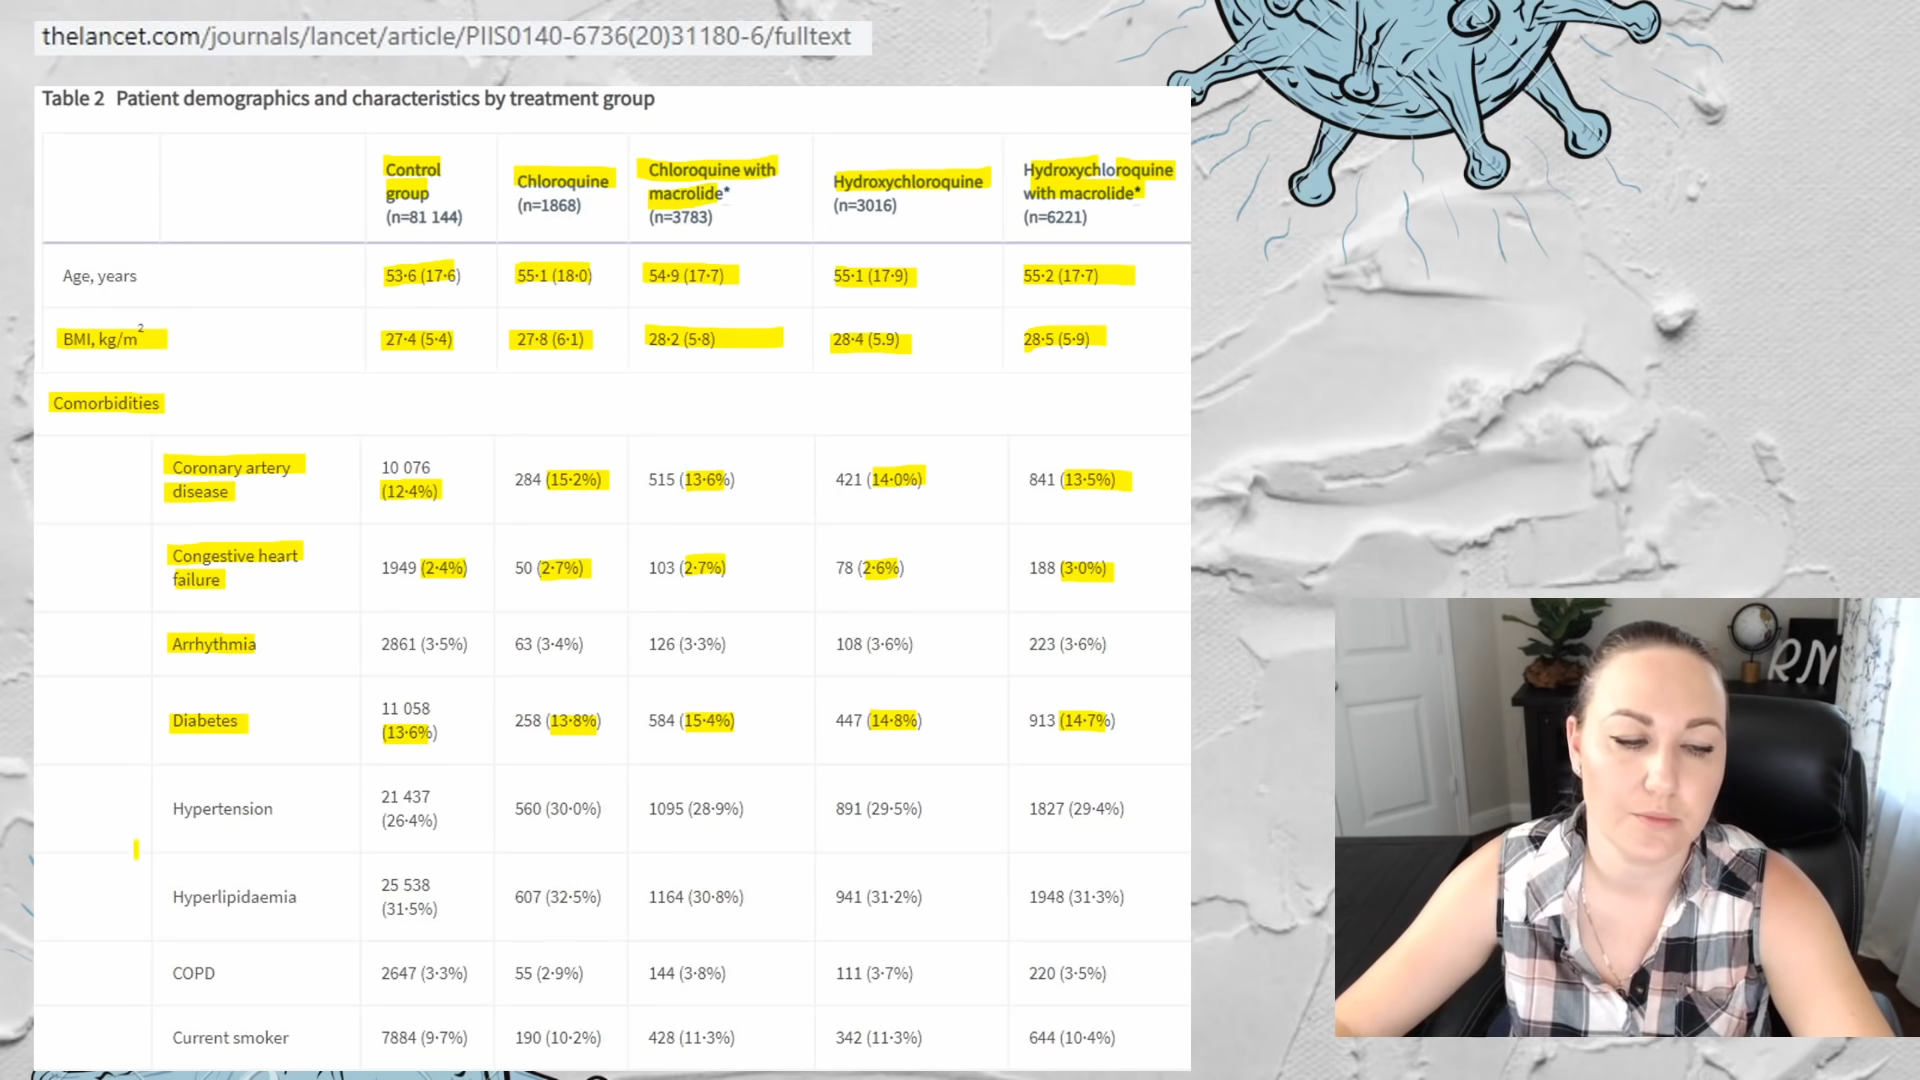 thelancet.com/journals/lancet/article/PIIS0140-6736(20)31180-6/fulltext
Table 2 Patient demographics and characteristics by treatment group
Control group (n=81 144) Chloroquine (n=1868) Chloroquine with macrolide* (n=3783) Hydroxychloroquine (n=3016) Hydroxychloroquine with macrolide* (n=6221)
Age, years 53·6 (17·6) 55·1 (18·0) 54·9 (17·7) 55·1 (17·9) 55·2 (17·7)
BMI, kg/m2 27·4 (5·4) 27·8 (6·1) 28·2 (5·8) 28·4 (5.9) 28·5 (5·9)
Comorbidities
Coronary artery disease 10 076 (12·4%) 284 (15·2%) 515 (13·6%) 421 (14·0%) 841 (13·5%)
Congestive heart failure 1949 (2·4%) 50 (2·7%) 103 (2·7%) 78 (2·6%) 188 (3·0%)
Arrhythmia 2861 (3·5%) 63 (3·4%) 126 (3·3%) 108 (3·6%) 223 (3·6%)
Diabetes 11 058 (13·6%) 258 (13·8%) 584 (15·4%) 447 (14·8%) 913 (14·7%)
Hypertension 21 437 (26·4%) 560 (30·0%) 1095 (28·9%) 891 (29·5%) 1827 (29·4%)
Hyperlipidaemia 25 538 (31·5%) 607 (32·5%) 1164 (30·8%) 941 (31·2%) 1948 (31·3%)
COPD 2647 (3·3%) 55 (2·9%) 144 (3·8%) 111 (3·7%) 220 (3·5%)
Current smoker 7884 (9·7%) 190 (10·2%) 428 (11·3%) 342 (11·3%) 644 (10·4%)
RN